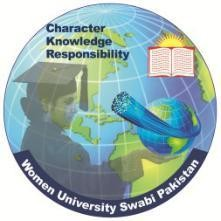 Character
Knowledge
Responsibility
Women University Swabi Pakistan